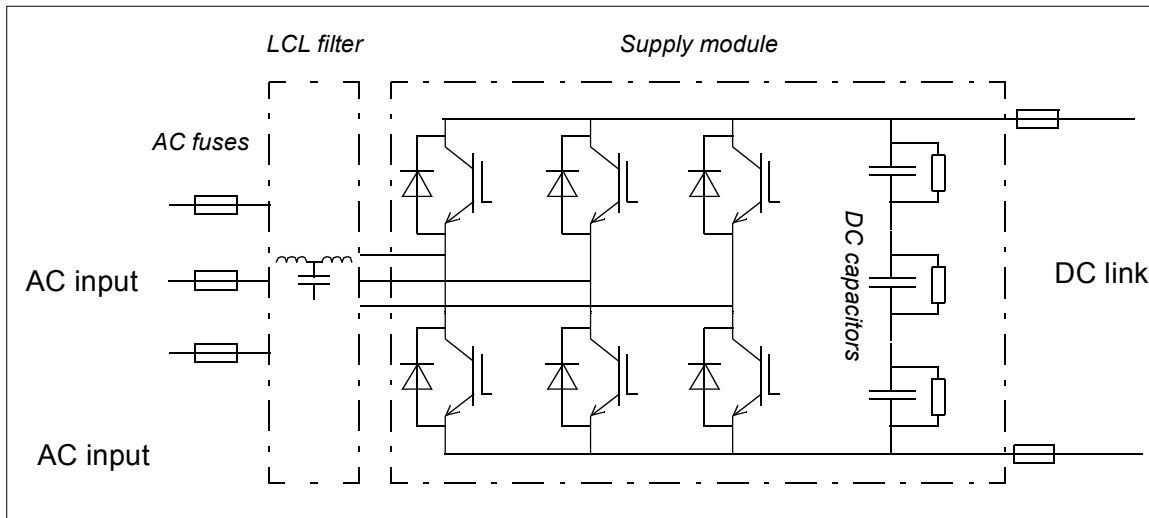 LCL filter
Supply module
AC fuses
AC input
DC capacitors
DC link
AC input